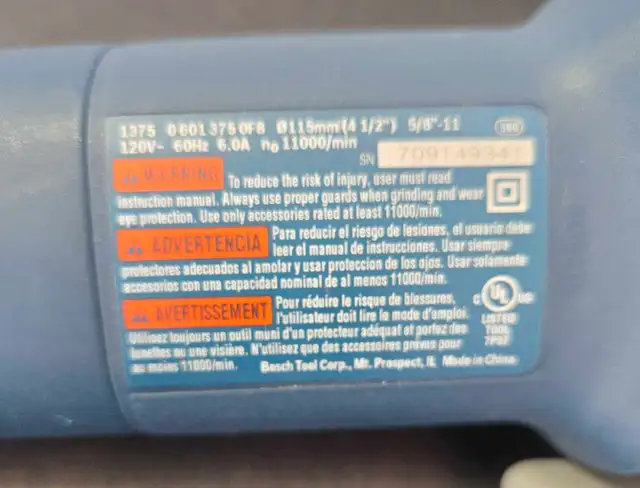 1375 0 601 375 0F8 Ø115mm (4 1/2") 5/8"-11
120V~ 60Hz 6.0A n₀ 11000/min
SN
⚠ WARNING To reduce the risk of injury, user must read
instruction manual. Always use proper guards when grinding and wear
eye protection. Use only accessories rated at least 11000/min.
⚠ ADVERTENCIA Para reducir el riesgo de lesiones, el usuario debe
leer el manual de instrucciones. Usar siempre
protectores adecuados al amolar y usar proteccion de los ojos. Usar solamente
accesorios con una capacidad nominal de al menos 11000/min.
⚠ AVERTISSEMENT Pour réduire le risque de blessures,
l'utilisateur doit lire le mode d'emploi.
Utilisez toujours un outil muni d'un protecteur adéquat et portez des
lunettes ou une visière. N'utilisez que des accessoires prévus pour
au moins 11000/min.
C UL US
LISTED
TOOL
Bosch Tool Corp., Mt. Prospect, IL Made in China